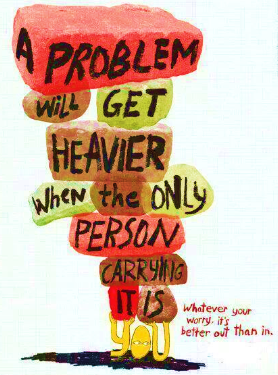 A PROBLEM
WILL GET
HEAVIER
When the ONLY
PERSON
CARRYING
IT IS
YOU
Whatever your
worry, it's
better out than in.